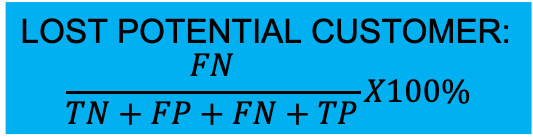 LOST POTENTIAL CUSTOMER:
FN
TN + FP + FN + TP
X100%